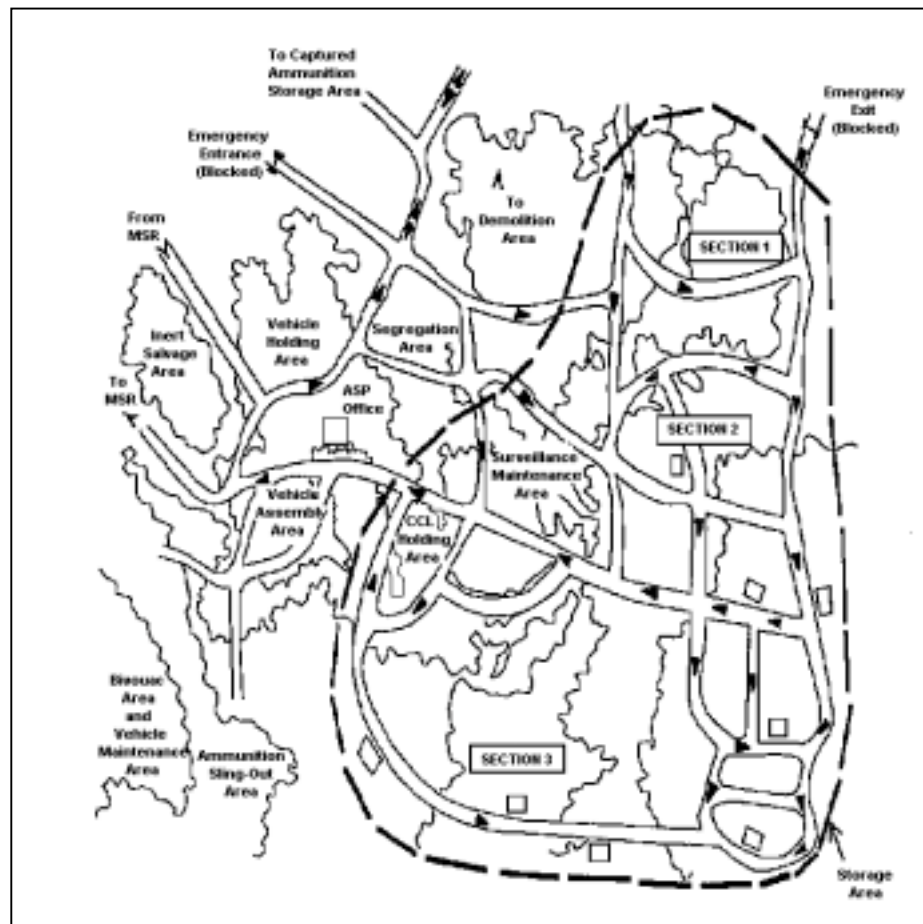 To Captured
Ammunition
Storage Area
Emergency
Exit
(Blocked)
Emergency
Entrance
(Blocked)
To
Demolition
Area
From
MSR
SECTION 1
Vehicle
Holding
Area
Segregation
Area
Inert
Salvage
Area
To
MSR
ASP
Office
SECTION 2
Surveillance
Maintenance
Area
Vehicle
Assembly
Area
CCL
Holding
Area
Bivouac
Area
and
Vehicle
Maintenance
Area
Ammunition
Sling-Out
Area
SECTION 3
Storage
Area